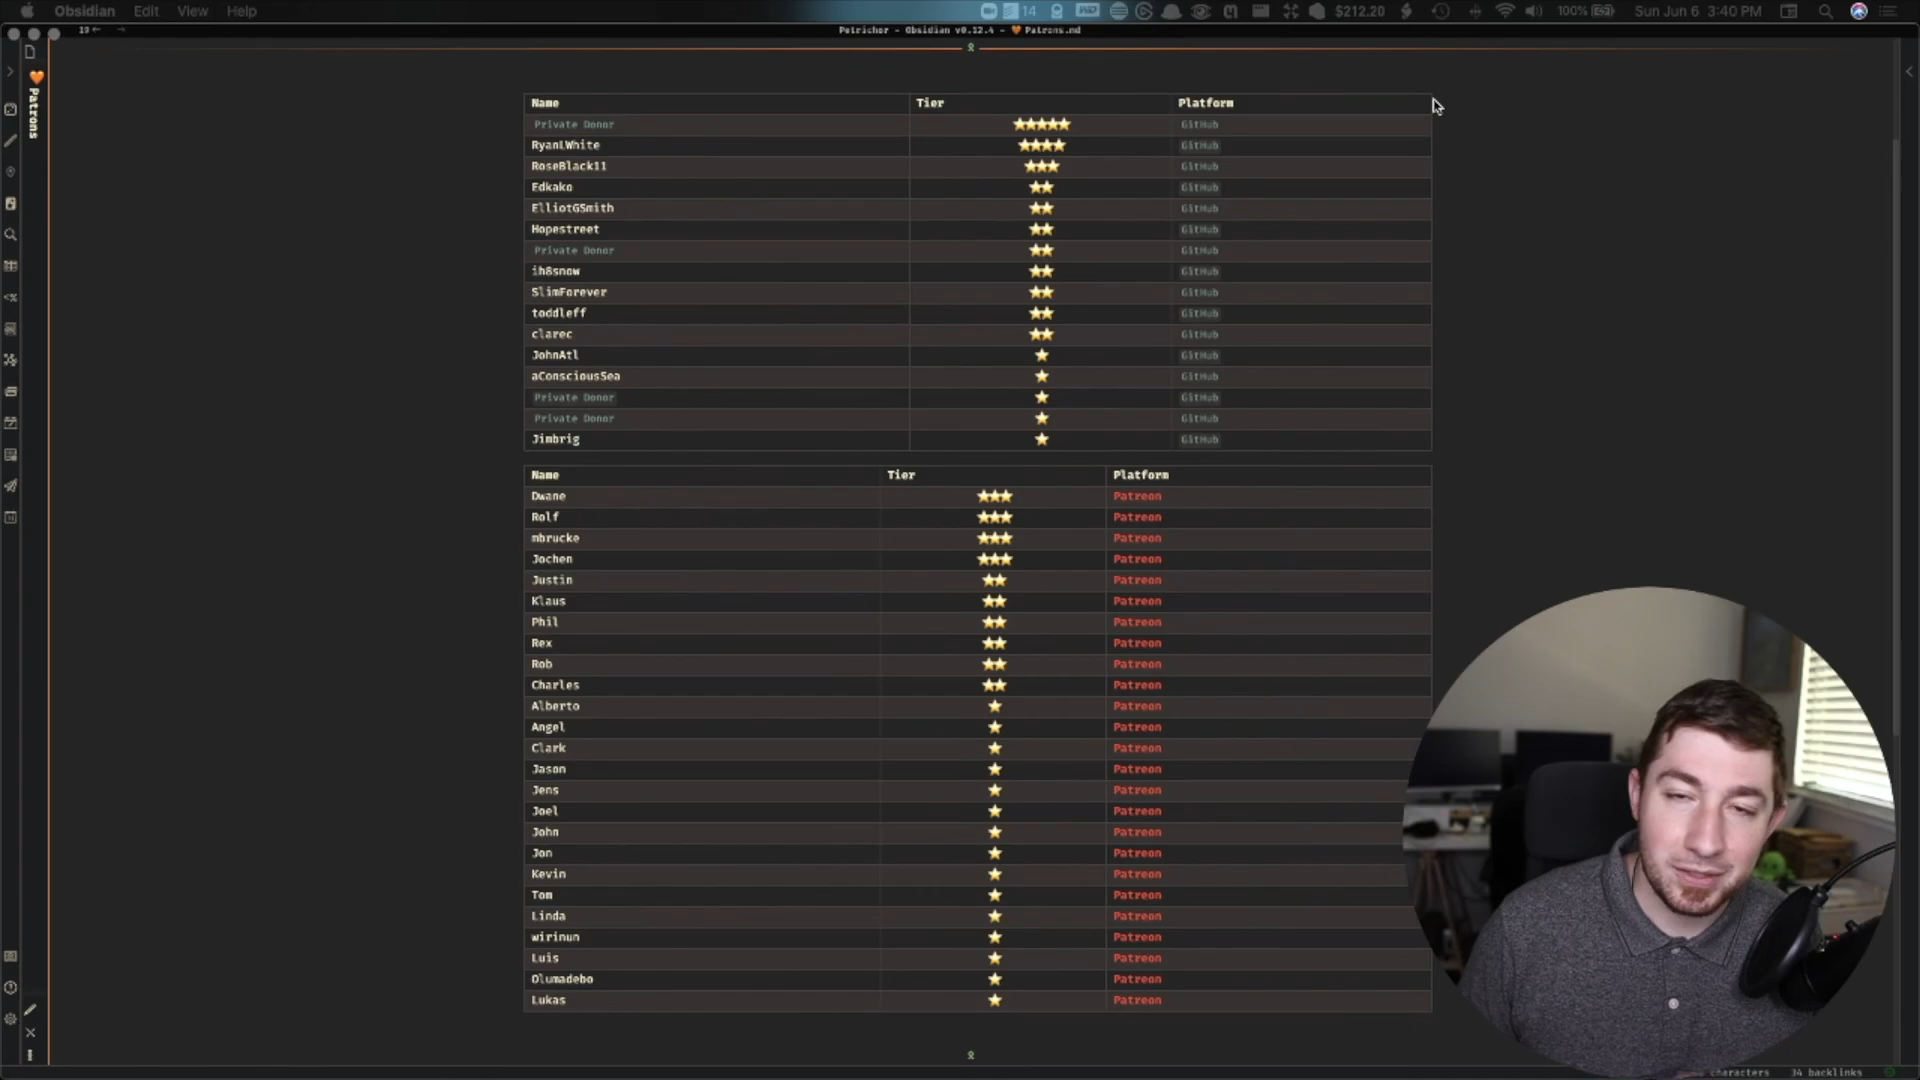 Obsidian Edit View Help 14 $212.20 100% Sun Jun 6 3:40 PM
Petrichor - Obsidian v0.12.4 - 🧡 Patrons.md
🧡 Patrons
Name Tier Platform
Private Donor ★★★★★ GitHub
RyanLWhite ★★★★ GitHub
RoseBlack11 ★★★ GitHub
Edkako ★★ GitHub
ElliotGSmith ★★ GitHub
Hopestreet ★★ GitHub
Private Donor ★★ GitHub
ih8snow ★★ GitHub
SlimForever ★★ GitHub
toddleff ★★ GitHub
clarec ★★ GitHub
JohnAtl ★ GitHub
aConsciousSea ★ GitHub
Private Donor ★ GitHub
Private Donor ★ GitHub
Jimbrig ★ GitHub
Name Tier Platform
Dwane ★★★ Patreon
Rolf ★★★ Patreon
mbrucke ★★★ Patreon
Jochen ★★★ Patreon
Justin ★★ Patreon
Klaus ★★ Patreon
Phil ★★ Patreon
Rex ★★ Patreon
Rob ★★ Patreon
Charles ★★ Patreon
Alberto ★ Patreon
Angel ★ Patreon
Clark ★ Patreon
Jason ★ Patreon
Jens ★ Patreon
Joel ★ Patreon
John ★ Patreon
Jon ★ Patreon
Kevin ★ Patreon
Tom ★ Patreon
Linda ★ Patreon
wirinun ★ Patreon
Luis ★ Patreon
Olumadebo ★ Patreon
Lukas ★ Patreon
characters 34 backlinks